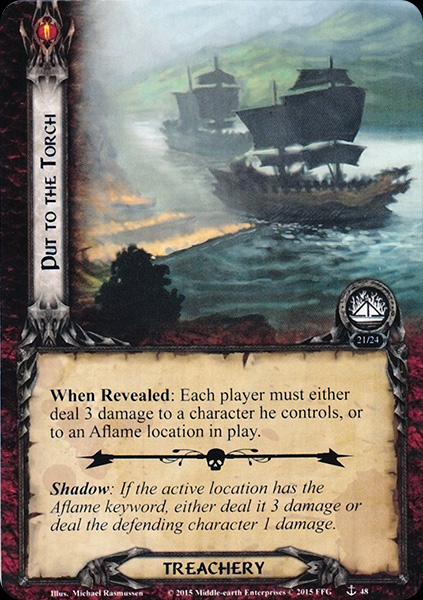 PUT TO THE TORCH
21/24
When Revealed: Each player must either
deal 3 damage to a character he controls, or
to an Aflame location in play.
Shadow: If the active location has the
Aflame keyword, either deal it 3 damage or
deal the defending character 1 damage.
TREACHERY
Illus. Michael Rasmussen © 2015 Middle-earth Enterprises © 2015 FFG 48